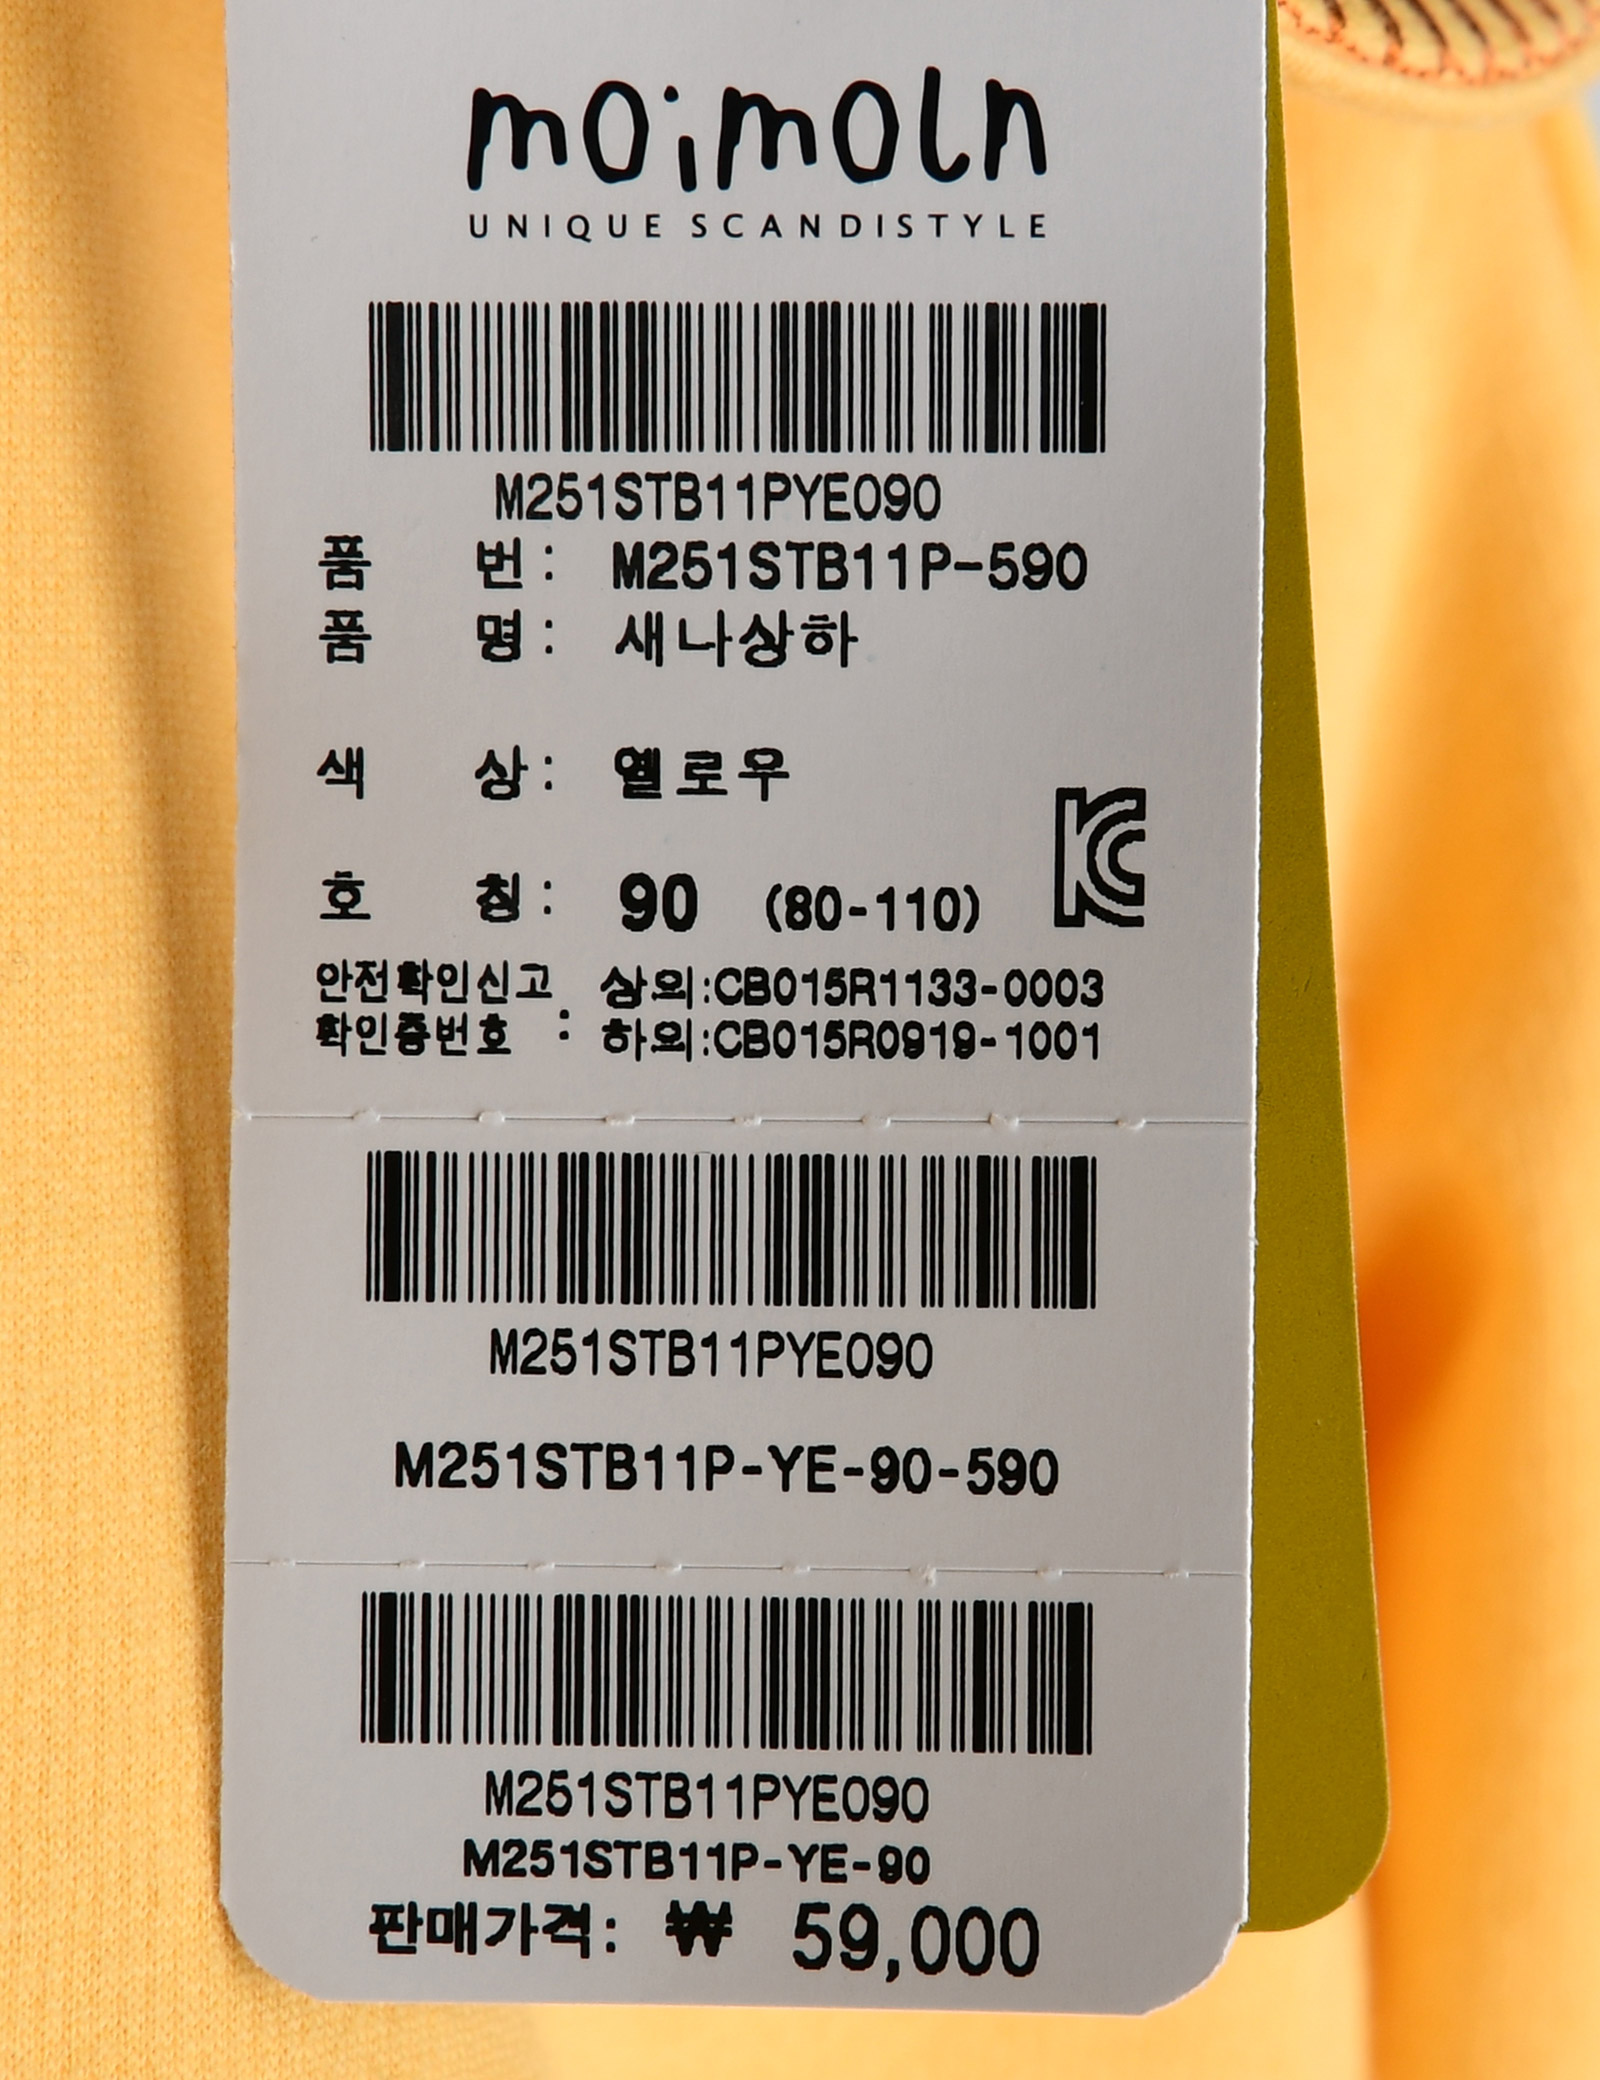 moimoln
UNIQUE SCANDISTYLE
M251STB11PYE090
품 번 : M251STB11P-590
품 명 : 새나상하
색 상 : 옐로우
KC
호 칭 : 90 (80-110)
안전확인신고 상의:CB015R1133-0003
확인증번호 : 하의:CB015R0919-1001
M251STB11PYE090
M251STB11P-YE-90-590
M251STB11PYE090
M251STB11P-YE-90
판매가격: ₩ 59,000